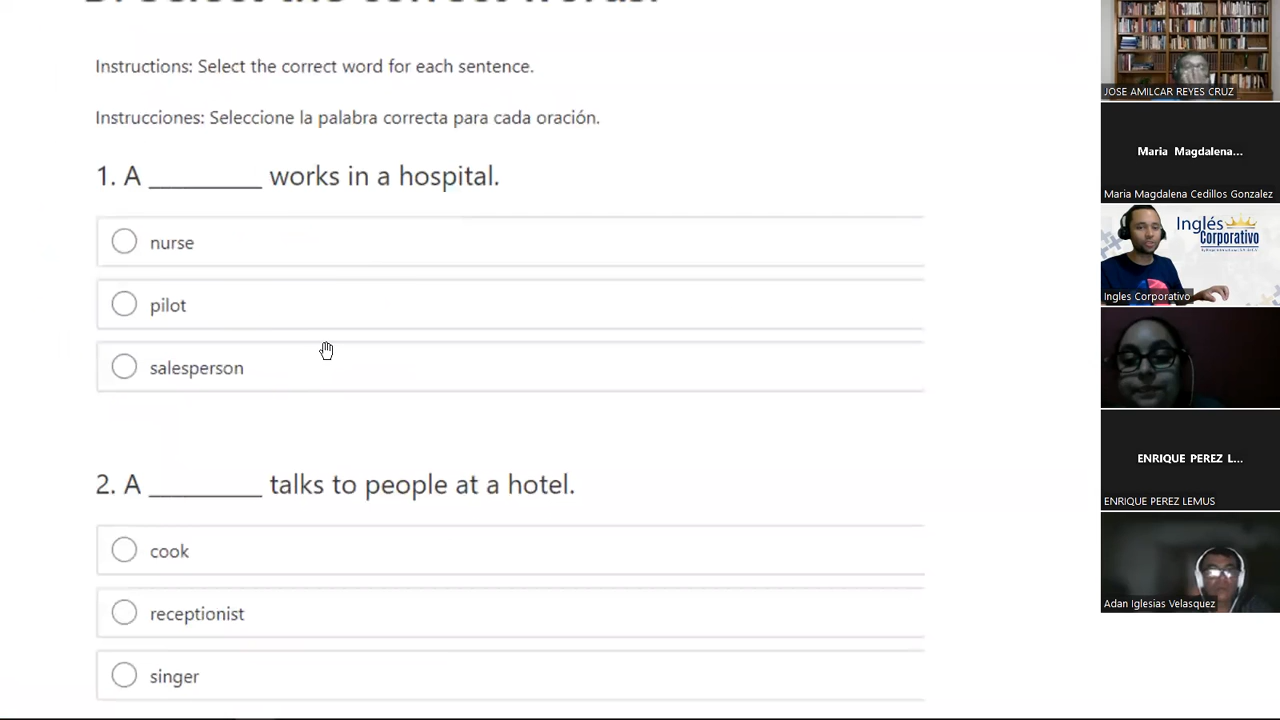 Instructions: Select the correct word for each sentence.
Instrucciones: Seleccione la palabra correcta para cada oración.
1. A _________ works in a hospital.
nurse
pilot
salesperson
2. A _________ talks to people at a hotel.
cook
receptionist
singer
JOSE AMILCAR REYES CRUZ
Maria Magdalena...
Maria Magdalena Cedillos Gonzalez
Inglés
Corporativo
Ingles Corporativo
ENRIQUE PEREZ L...
ENRIQUE PEREZ LEMUS
Adan Iglesias Velasquez